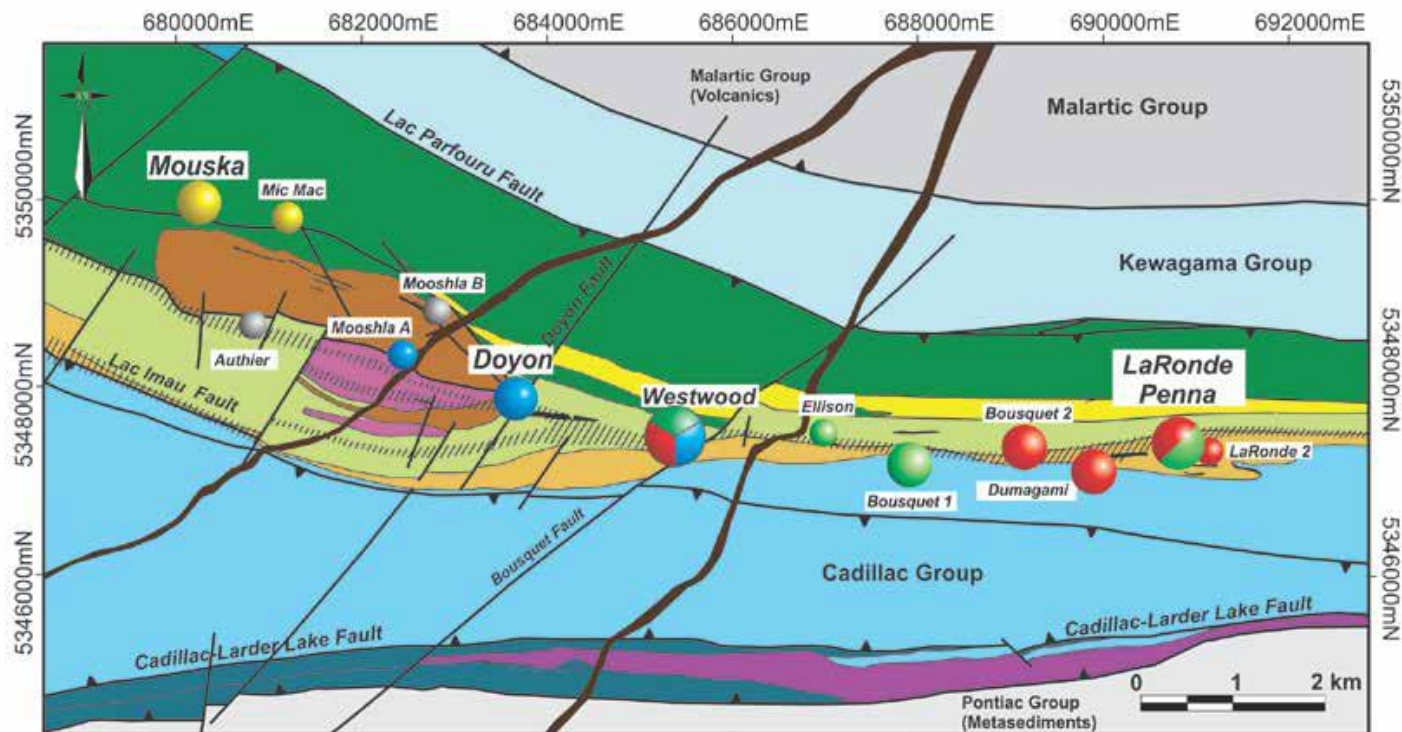 680000mE 682000mE 684000mE 686000mE 688000mE 690000mE 692000mE
Malartic Group
(Volcanics)
Malartic Group
Lac Parfouru Fault
5350000mN
5350000mN
Mouska
Mic Mac
Kewagama Group
Mooshla B
Doyon Fault
Mooshla A
Authier
Doyon
LaRonde
Penna
5348000mN
5348000mN
Lac Imau Fault
Westwood
Ellison
Bousquet 2
LaRonde 2
Bousquet 1
Dumagami
Bousquet Fault
Cadillac Group
5346000mN
5346000mN
Cadillac-Larder Lake Fault
Cadillac-Larder Lake Fault
0 1 2 km
Pontiac Group
(Metasediments)